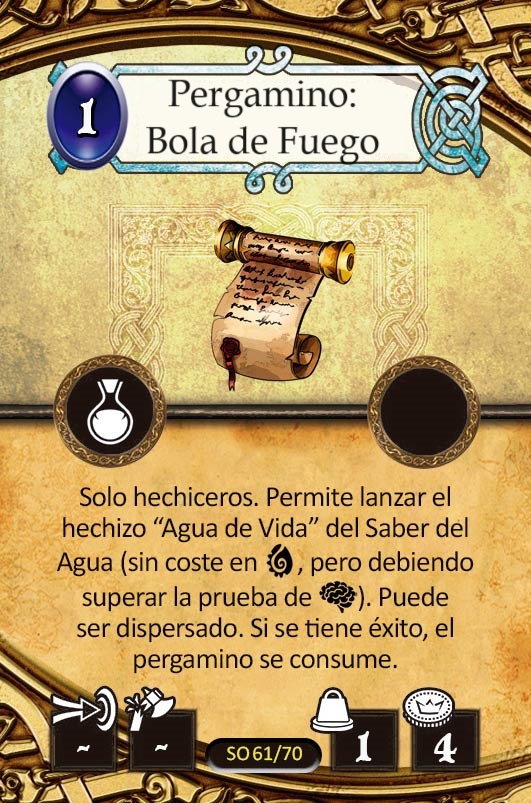 1
Pergamino:
Bola de Fuego
Solo hechiceros. Permite lanzar el
hechizo “Agua de Vida” del Saber del
Agua (sin coste en , pero debiendo
superar la prueba de ). Puede
ser dispersado. Si se tiene éxito, el
pergamino se consume.
~ ~ SO 61/70 1 4